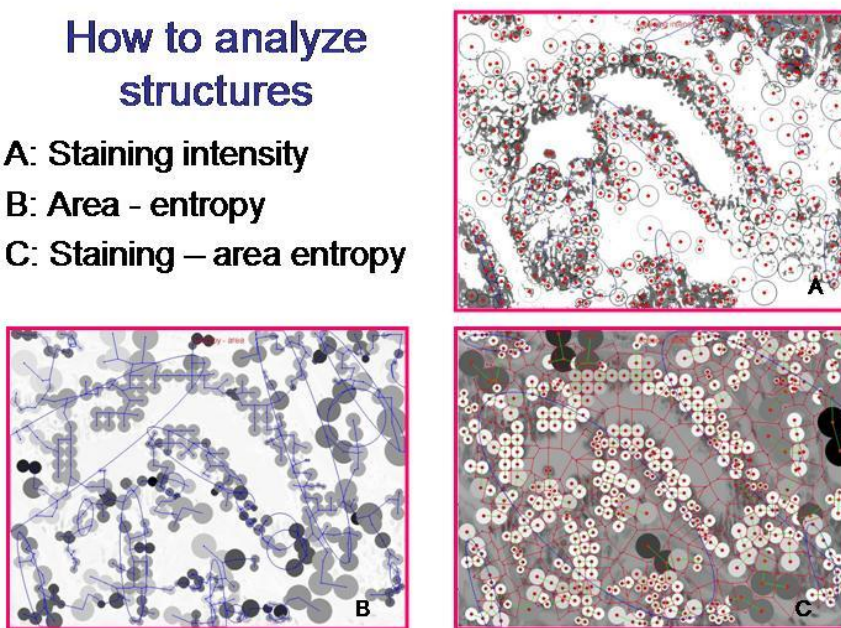 How to analyze
structures
A: Staining intensity
B: Area - entropy
C: Staining – area entropy
A
B
C